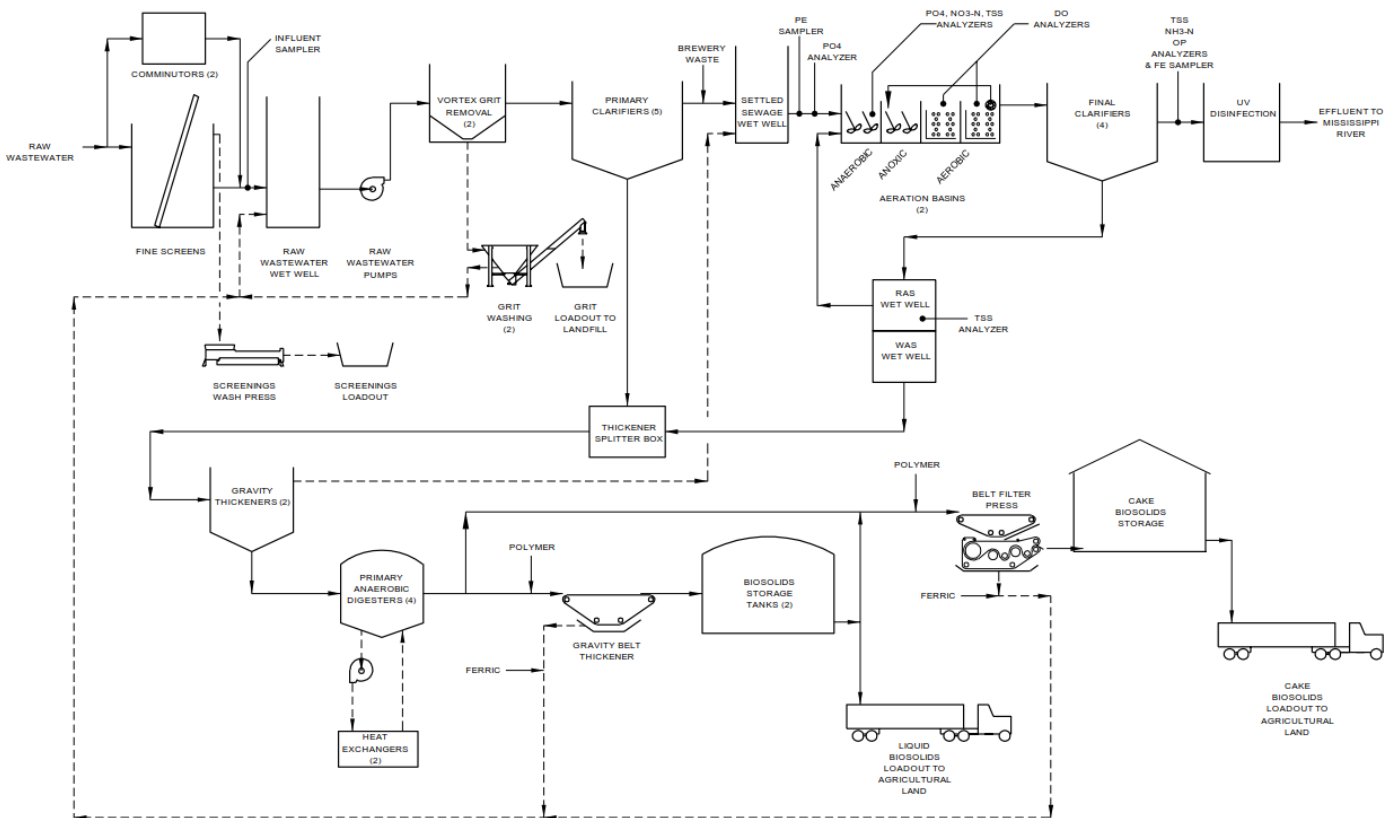 COMMINUTORS (2)
INFLUENT
SAMPLER
RAW
WASTEWATER
FINE SCREENS
RAW
WASTEWATER
WET WELL
RAW
WASTEWATER
PUMPS
VORTEX GRIT
REMOVAL
(2)
PRIMARY
CLARIFIERS (5)
BREWERY
WASTE
SETTLED
SEWAGE
WET WELL
PE
SAMPLER
PO4
ANALYZER
PO4, NO3-N, TSS
ANALYZERS
DO
ANALYZERS
ANAEROBIC
ANOXIC
AEROBIC
AERATION BASINS
(2)
FINAL
CLARIFIERS
(4)
TSS
NH3-N
OP
ANALYZERS
& FE SAMPLER
UV
DISINFECTION
EFFLUENT TO
MISSISSIPPI
RIVER
GRIT
WASHING
(2)
GRIT
LOADOUT TO
LANDFILL
SCREENINGS
WASH PRESS
SCREENINGS
LOADOUT
RAS
WET WELL
TSS
ANALYZER
WAS
WET WELL
THICKENER
SPLITTER BOX
GRAVITY
THICKENERS (2)
PRIMARY
ANAEROBIC
DIGESTERS (4)
HEAT
EXCHANGERS
(2)
POLYMER
GRAVITY BELT
THICKENER
FERRIC
BIOSOLIDS
STORAGE
TANKS (2)
LIQUID
BIOSOLIDS
LOADOUT TO
AGRICULTURAL
LAND
POLYMER
BELT FILTER
PRESS
FERRIC
CAKE
BIOSOLIDS
STORAGE
CAKE
BIOSOLIDS
LOADOUT TO
AGRICULTURAL
LAND